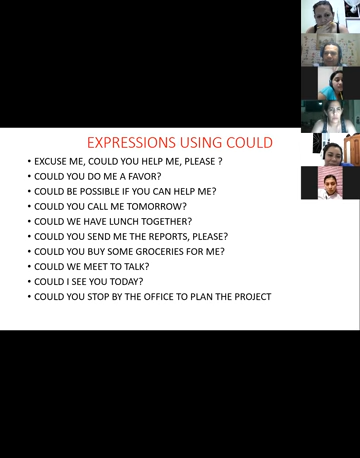 EXPRESSIONS USING COULD
• EXCUSE ME, COULD YOU HELP ME, PLEASE ?
• COULD YOU DO ME A FAVOR?
• COULD BE POSSIBLE IF YOU CAN HELP ME?
• COULD YOU CALL ME TOMORROW?
• COULD WE HAVE LUNCH TOGETHER?
• COULD YOU SEND ME THE REPORTS, PLEASE?
• COULD YOU BUY SOME GROCERIES FOR ME?
• COULD WE MEET TO TALK?
• COULD I SEE YOU TODAY?
• COULD YOU STOP BY THE OFFICE TO PLAN THE PROJECT